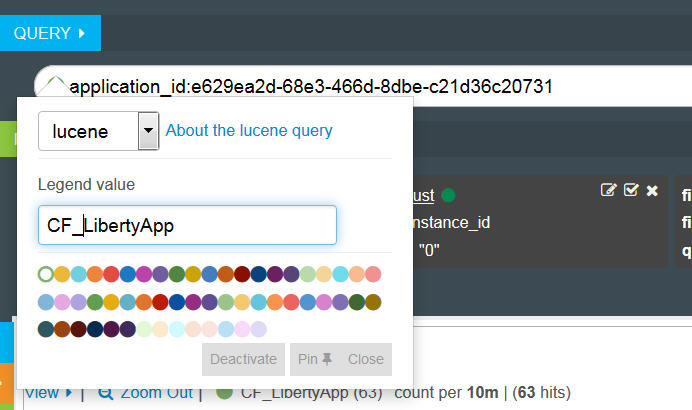 QUERY
application_id:e629ea2d-68e3-466d-8dbe-c21d36c20731
lucene About the lucene query
Legend value
ust
CF_LibertyApp
nstance_id
"0"
fi
fi
q
Deactivate Pin Close
View Zoom Out | CF_LibertyApp (63) count per 10m | (63 hits)